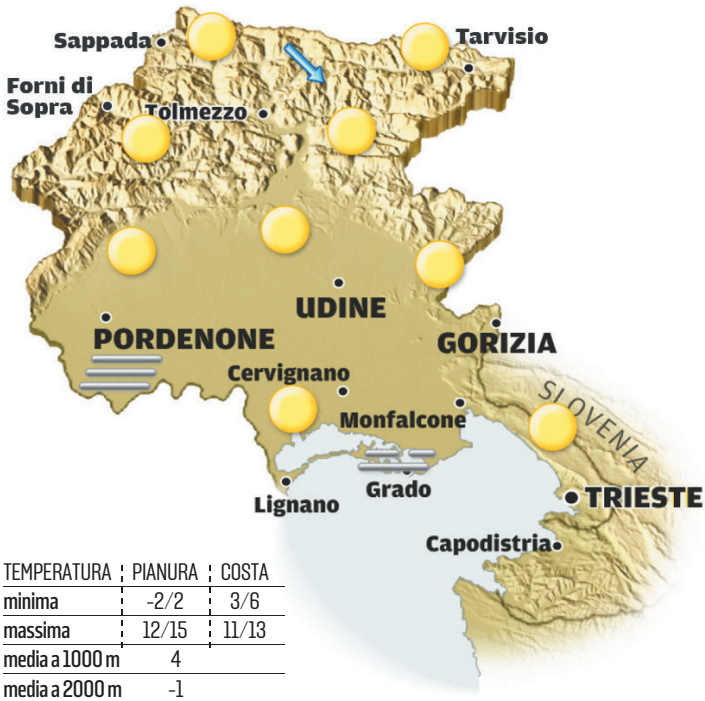 Sappada
Tarvisio
Forni di
Sopra
Tolmezzo
UDINE
PORDENONE
GORIZIA
Cervignano
SLOVENIA
Monfalcone
Grado
Lignano
TRIESTE
Capodistria
TEMPERATURA PIANURA COSTA
minima -2/2 3/6
massima 12/15 11/13
media a 1000 m 4
media a 2000 m -1